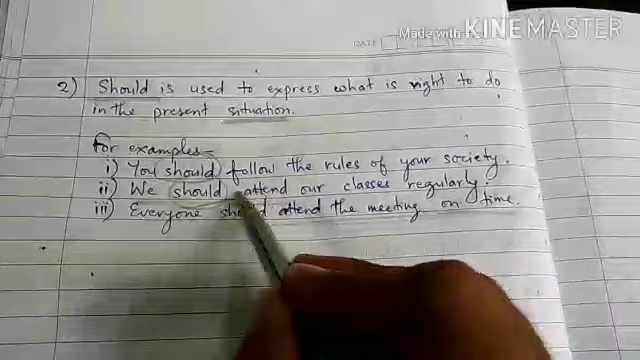 Made with KINEMASTER
DATE
2) Should is used to express what is right to do
in the present situation.
For examples-
i) You should follow the rules of your society.
ii) We should attend our classes regularly.
iii) Everyone should attend the meeting on time.